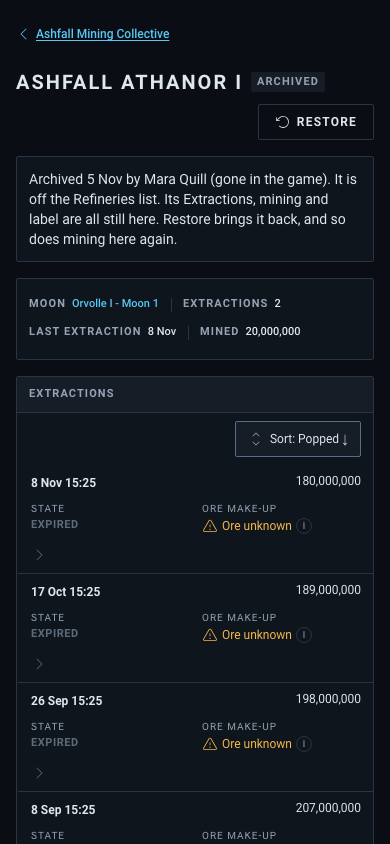 Ashfall Mining Collective
ASHFALL ATHANOR I ARCHIVED
RESTORE
Archived 5 Nov by Mara Quill (gone in the game). It is
off the Refineries list. Its Extractions, mining and
label are all still here. Restore brings it back, and so
does mining here again.
MOON Orvolle I - Moon 1 EXTRACTIONS 2
LAST EXTRACTION 8 Nov MINED 20,000,000
EXTRACTIONS
Sort: Popped ↓
8 Nov 15:25 180,000,000
STATE ORE MAKE-UP
EXPIRED Ore unknown
17 Oct 15:25 189,000,000
STATE ORE MAKE-UP
EXPIRED Ore unknown
26 Sep 15:25 198,000,000
STATE ORE MAKE-UP
EXPIRED Ore unknown
8 Sep 15:25 207,000,000
STATE ORE MAKE-UP